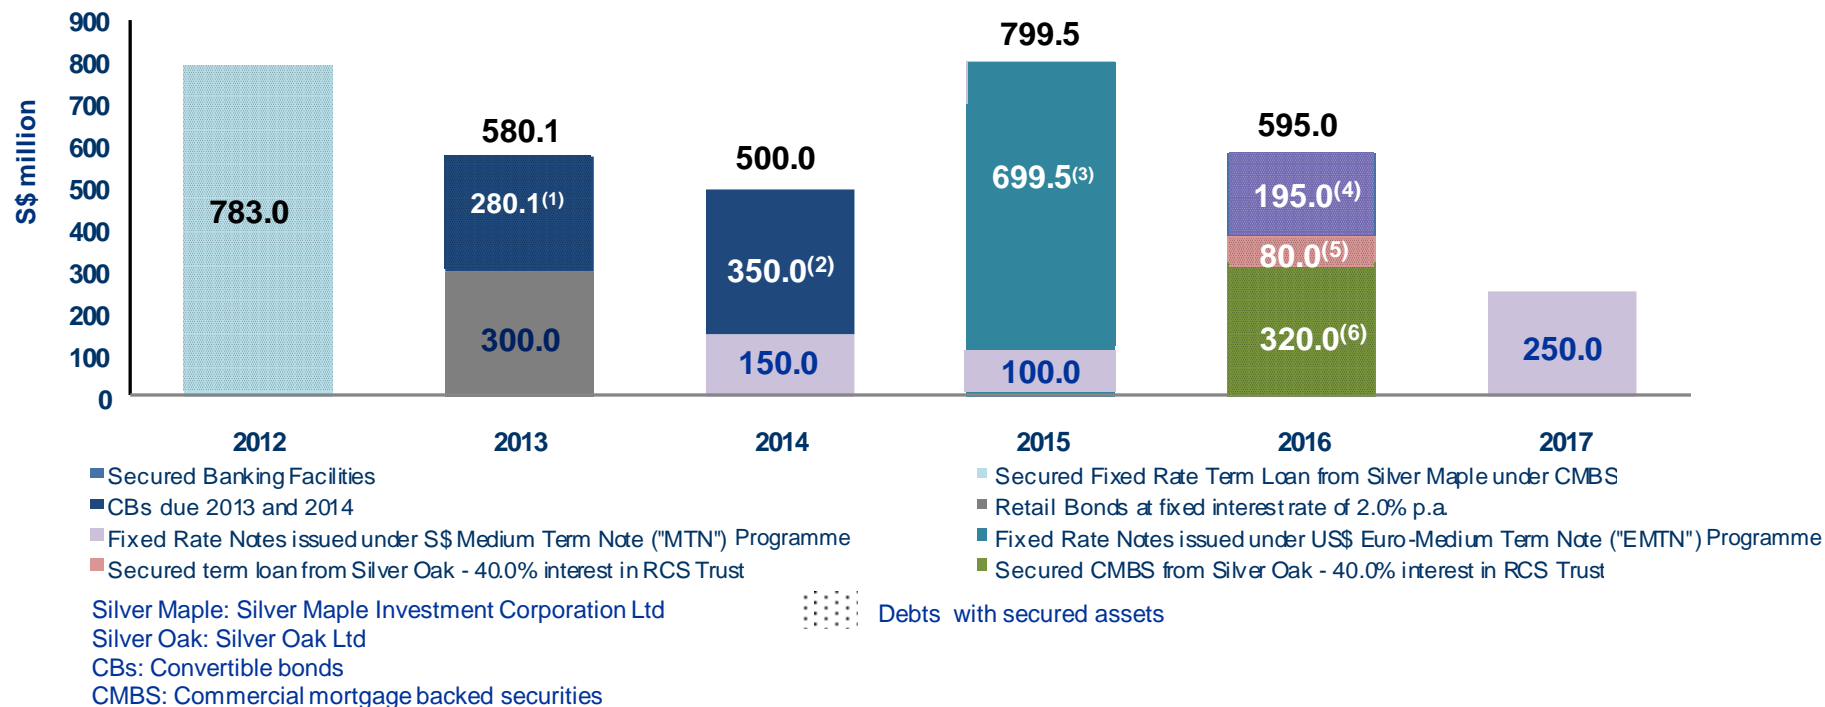 900
800
700
600
500
400
300
200
100
0
S$ million
783.0
580.1
280.1(1)
300.0
500.0
350.0(2)
150.0
799.5
699.5(3)
100.0
595.0
195.0(4)
80.0(5)
320.0(6)
250.0
2012 2013 2014 2015 2016 2017
Secured Banking Facilities
Secured Fixed Rate Term Loan from Silver Maple under CMBS
CBs due 2013 and 2014
Retail Bonds at fixed interest rate of 2.0% p.a.
Fixed Rate Notes issued under S$ Medium Term Note ("MTN") Programme
Fixed Rate Notes issued under US$ Euro-Medium Term Note ("EMTN") Programme
Secured term loan from Silver Oak - 40.0% interest in RCS Trust
Secured CMBS from Silver Oak - 40.0% interest in RCS Trust
Silver Maple: Silver Maple Investment Corporation Ltd
Debts with secured assets
Silver Oak: Silver Oak Ltd
CBs: Convertible bonds
CMBS: Commercial mortgage backed securities